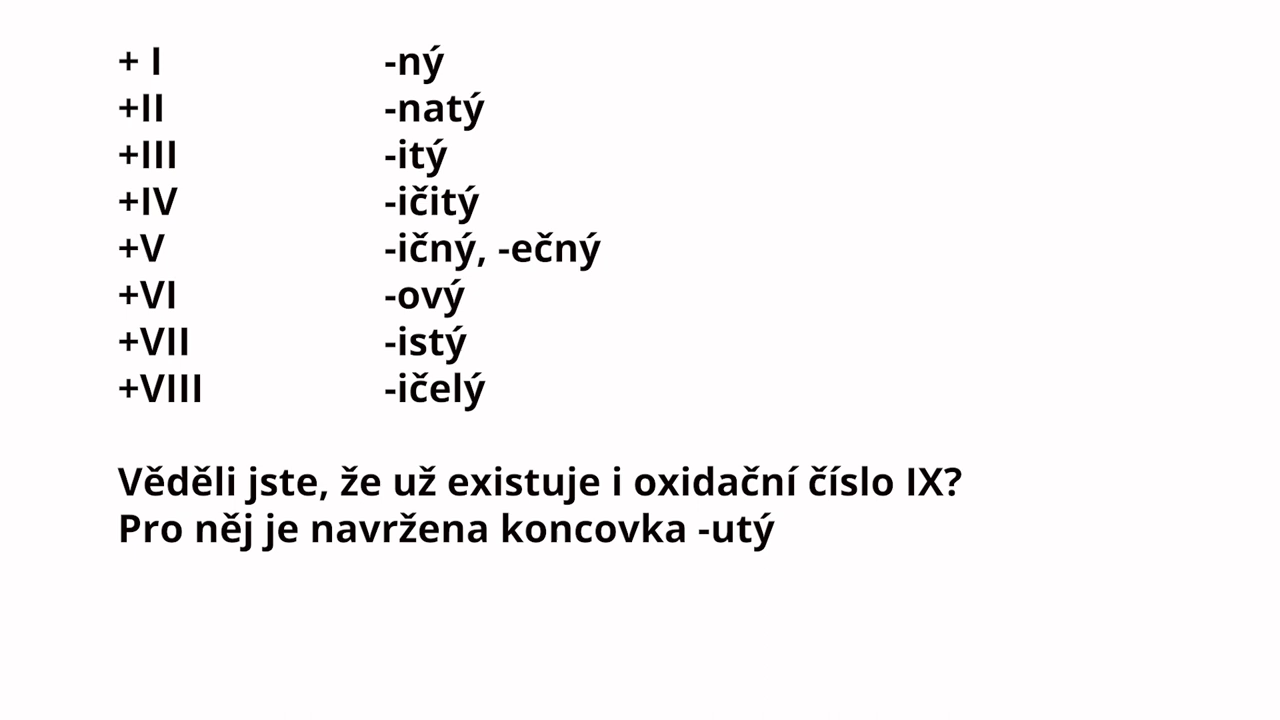 + I -ný
+II -natý
+III -itý
+IV -ičitý
+V -ičný, -ečný
+VI -ový
+VII -istý
+VIII -ičelý
Věděli jste, že už existuje i oxidační číslo IX?
Pro něj je navržena koncovka -utý